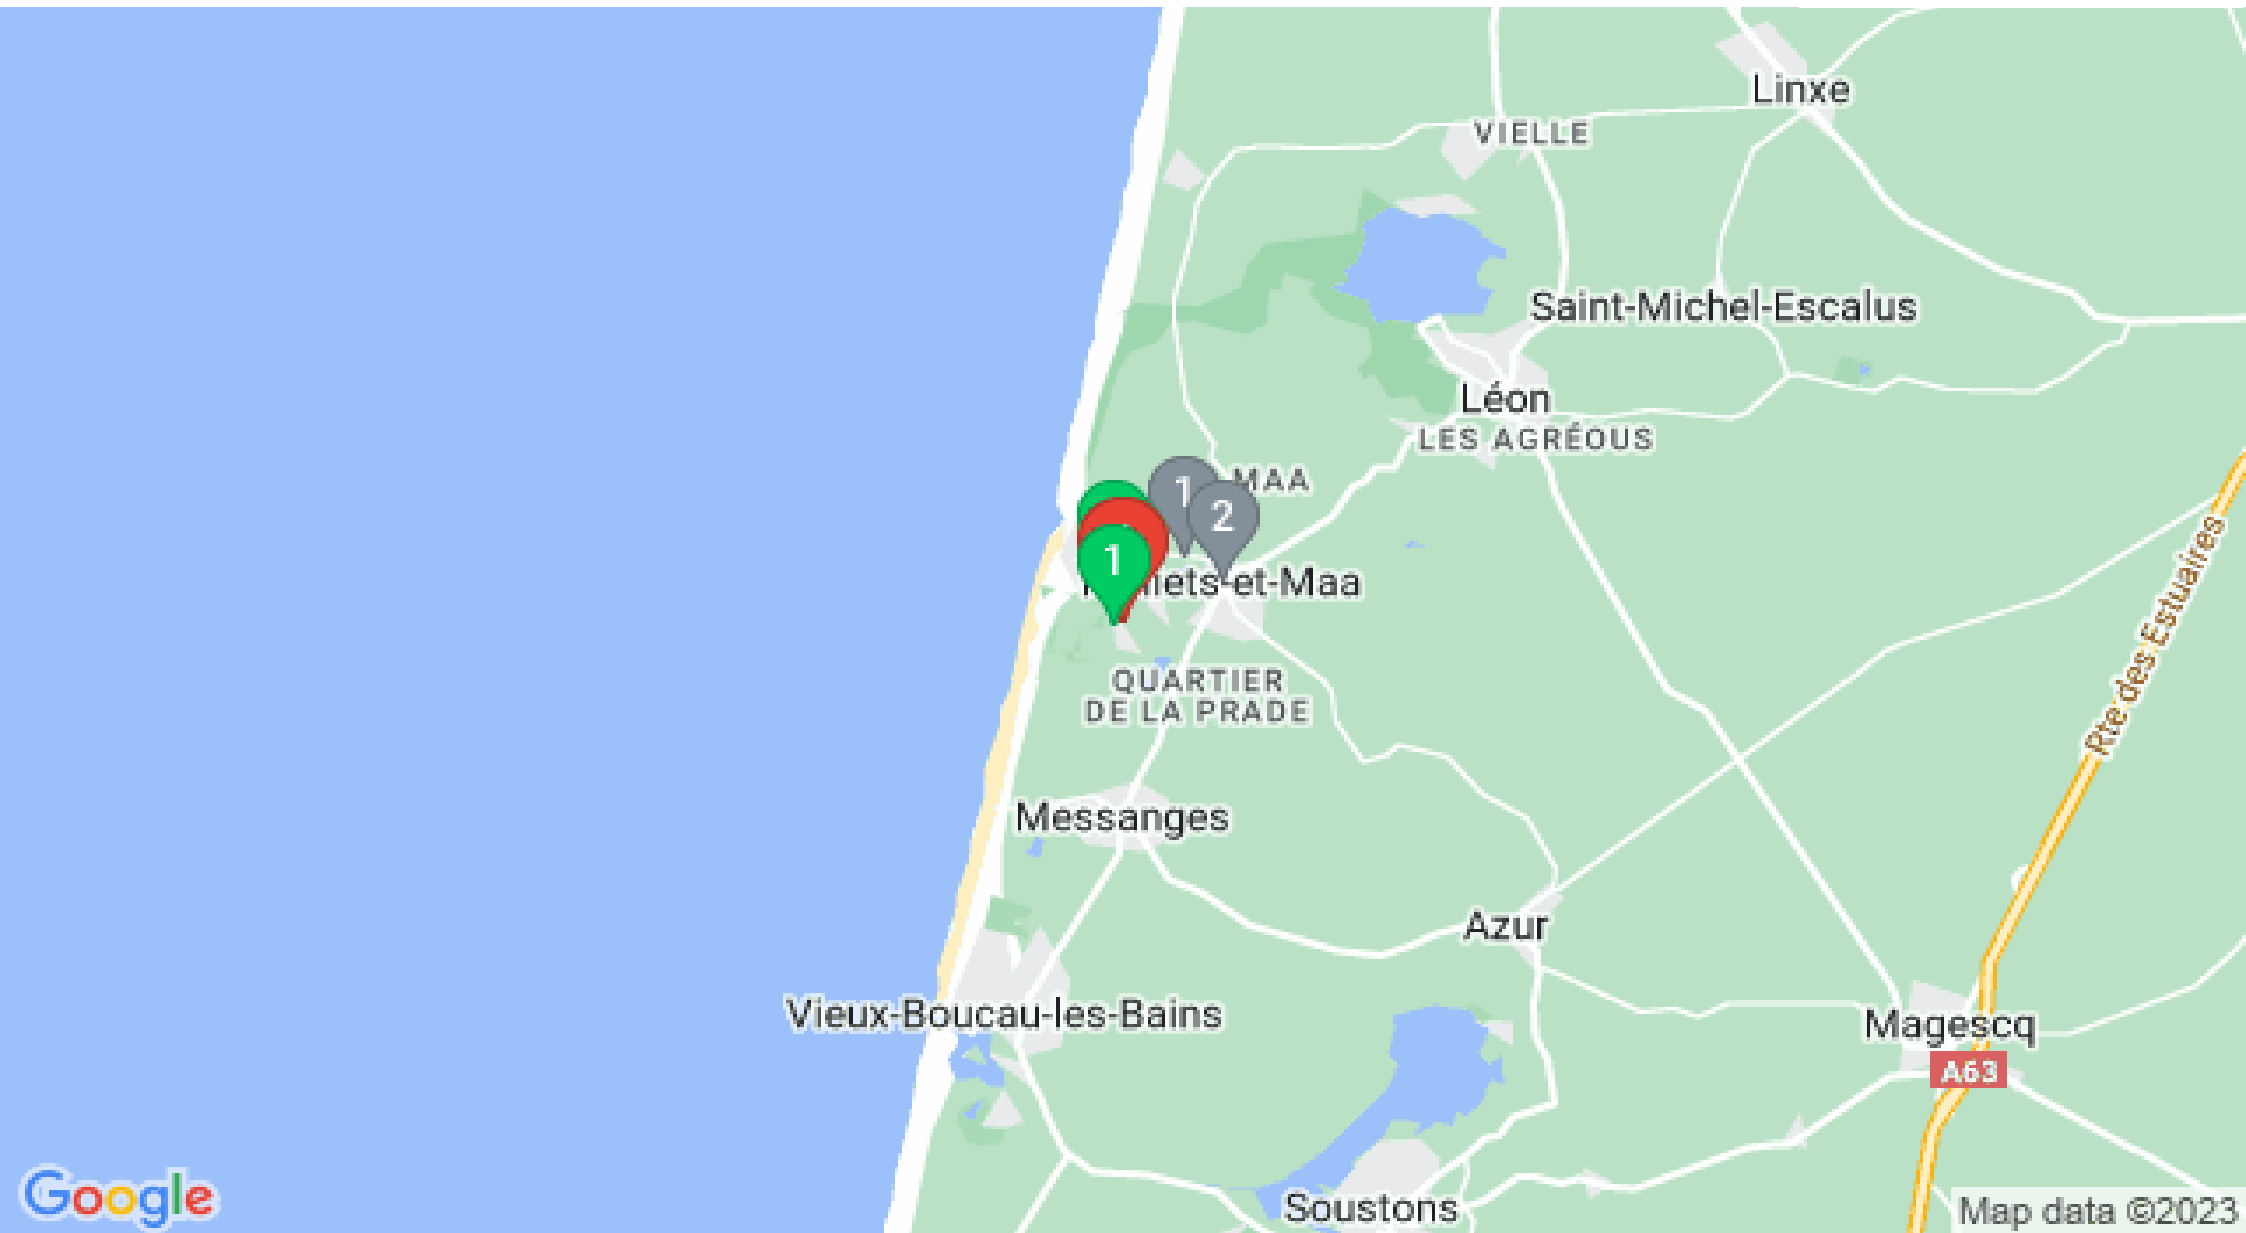 Linxe
VIELLE
Saint-Michel-Escalus
Léon
LES AGRÉOUS
MAA
1
2
1
ets-et-Maa
Rte des Estuaires
QUARTIER
DE LA PRADE
Messanges
Azur
Vieux-Boucau-les-Bains
Magescq
A63
Soustons
Google
Map data ©2023